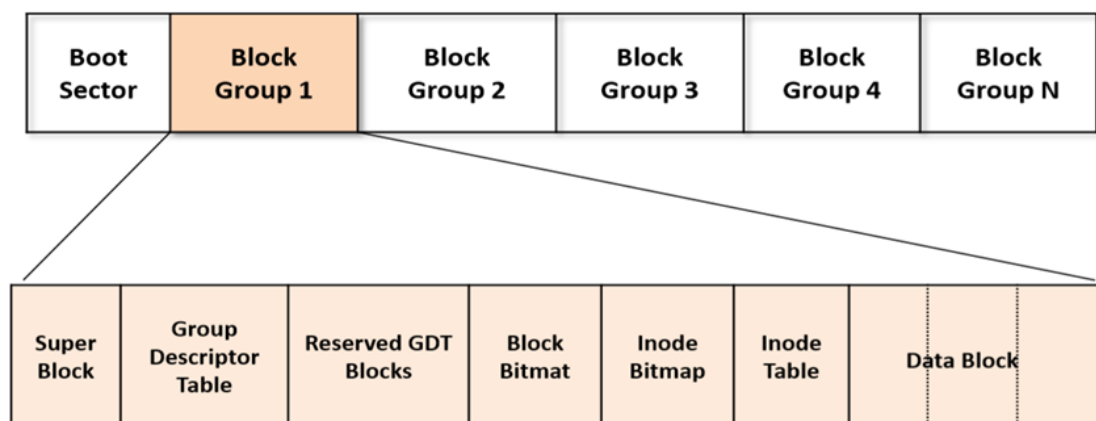 Boot
Sector
Block
Group 1
Block
Group 2
Block
Group 3
Block
Group 4
Block
Group N
Super
Block
Group
Descriptor
Table
Reserved GDT
Blocks
Block
Bitmat
Inode
Bitmap
Inode
Table
Data Block